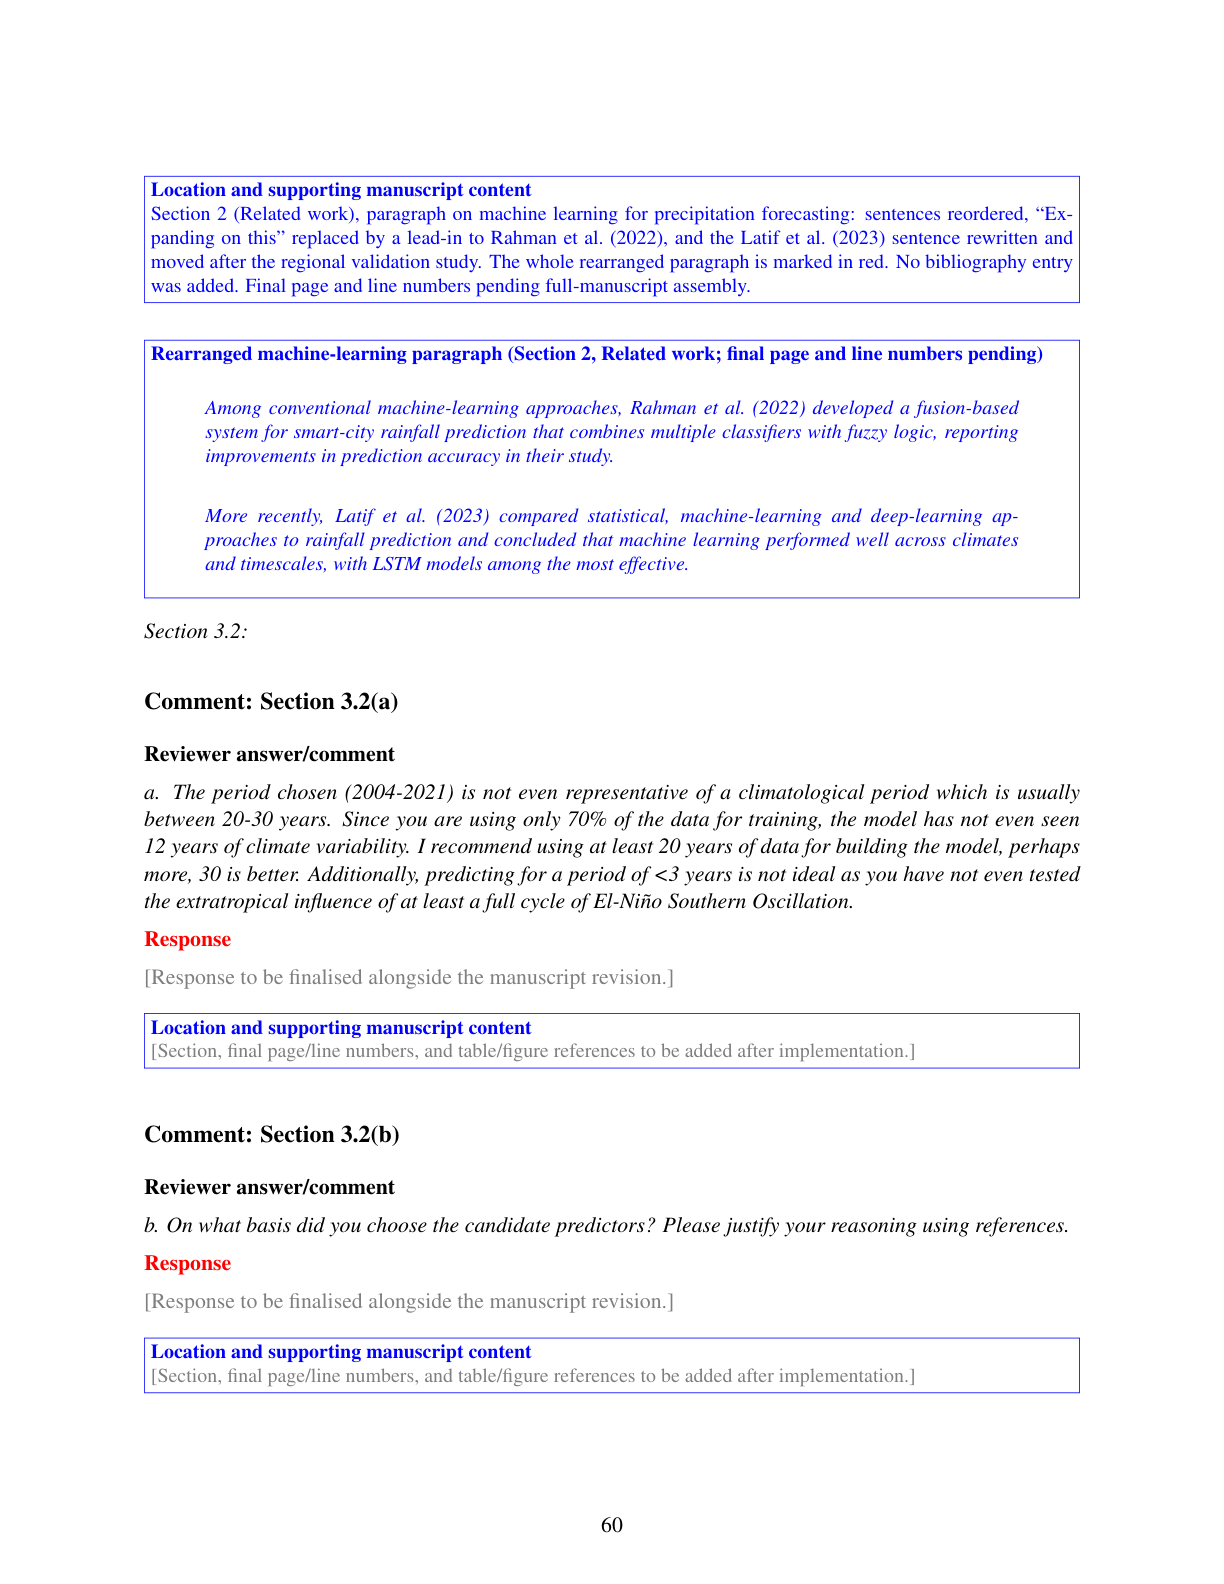 Location and supporting manuscript content
Section 2 (Related work), paragraph on machine learning for precipitation forecasting: sentences reordered, “Ex-
panding on this” replaced by a lead-in to Rahman et al. (2022), and the Latif et al. (2023) sentence rewritten and
moved after the regional validation study. The whole rearranged paragraph is marked in red. No bibliography entry
was added. Final page and line numbers pending full-manuscript assembly.
Rearranged machine-learning paragraph (Section 2, Related work; final page and line numbers pending)
Among conventional machine-learning approaches, Rahman et al. (2022) developed a fusion-based
system for smart-city rainfall prediction that combines multiple classifiers with fuzzy logic, reporting
improvements in prediction accuracy in their study.
More recently, Latif et al. (2023) compared statistical, machine-learning and deep-learning ap-
proaches to rainfall prediction and concluded that machine learning performed well across climates
and timescales, with LSTM models among the most effective.
Section 3.2:
Comment: Section 3.2(a)
Reviewer answer/comment
a. The period chosen (2004-2021) is not even representative of a climatological period which is usually
between 20-30 years. Since you are using only 70% of the data for training, the model has not even seen
12 years of climate variability. I recommend using at least 20 years of data for building the model, perhaps
more, 30 is better. Additionally, predicting for a period of <3 years is not ideal as you have not even tested
the extratropical influence of at least a full cycle of El-Niño Southern Oscillation.
Response
[Response to be finalised alongside the manuscript revision.]
Location and supporting manuscript content
[Section, final page/line numbers, and table/figure references to be added after implementation.]
Comment: Section 3.2(b)
Reviewer answer/comment
b. On what basis did you choose the candidate predictors? Please justify your reasoning using references.
Response
[Response to be finalised alongside the manuscript revision.]
Location and supporting manuscript content
[Section, final page/line numbers, and table/figure references to be added after implementation.]
60